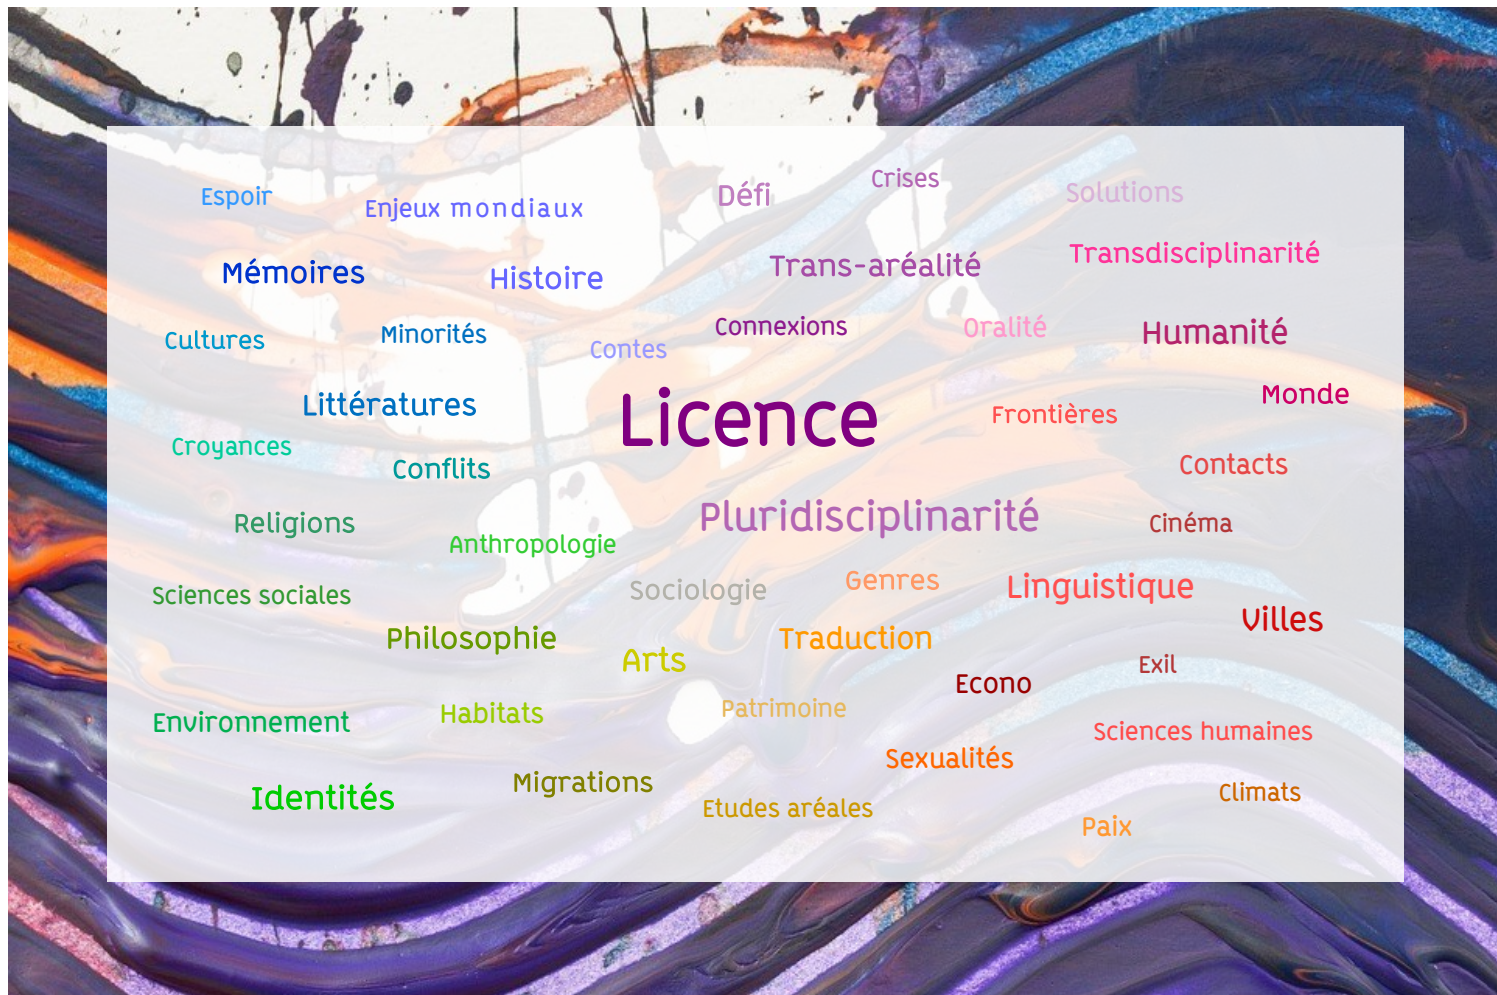 Espoir
Enjeux mondiaux
Défi
Crises
Solutions
Mémoires
Histoire
Trans-aréalité
Transdisciplinarité
Cultures
Minorités
Contes
Connexions
Oralité
Humanité
Littératures
Licence
Frontières
Monde
Croyances
Conflits
Contacts
Religions
Anthropologie
Pluridisciplinarité
Cinéma
Sciences sociales
Sociologie
Genres
Linguistique
Villes
Philosophie
Arts
Traduction
Econo
Exil
Environnement
Habitats
Patrimoine
Sciences humaines
Sexualités
Identités
Migrations
Etudes aréales
Climats
Paix